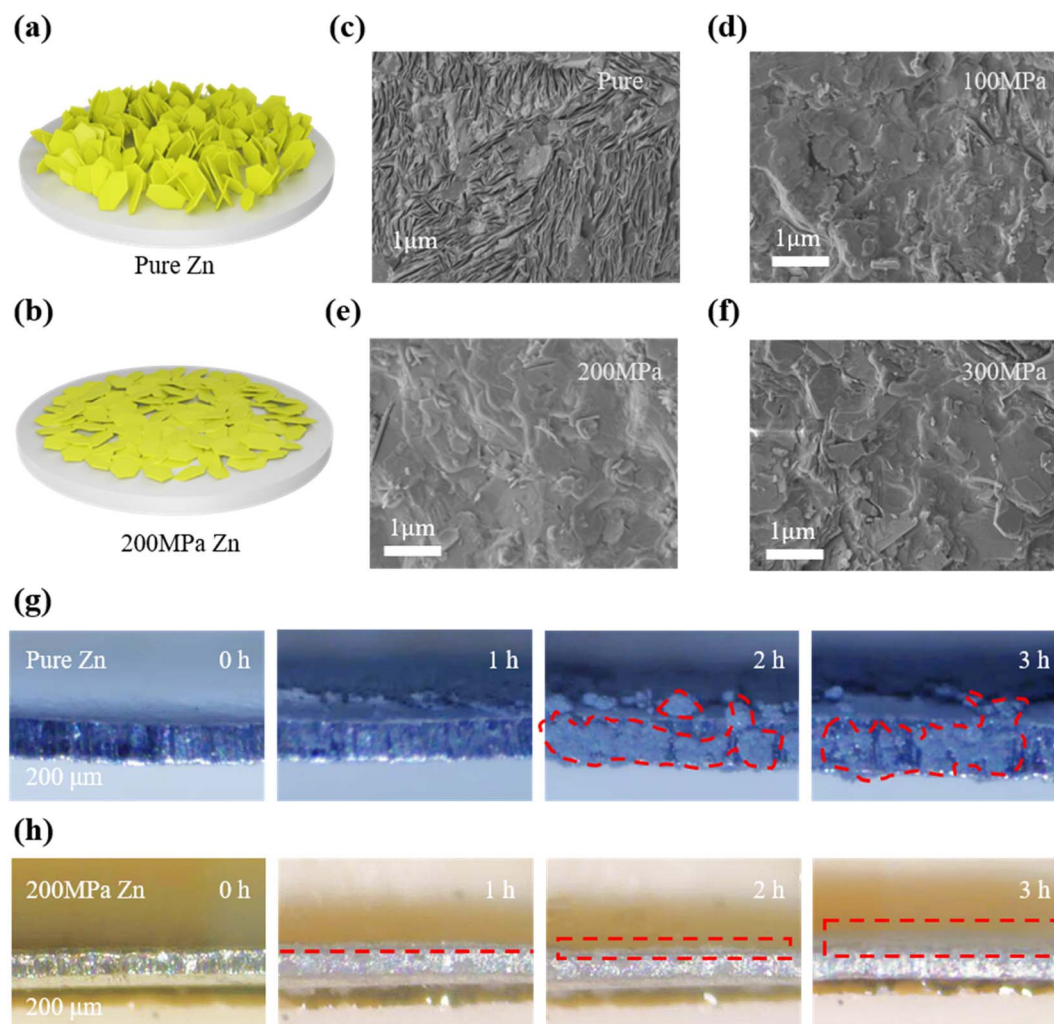 (a)
Pure Zn
(b)
200MPa Zn
(c)
Pure
1μm
(d)
100MPa
1μm
(e)
200MPa
1μm
(f)
300MPa
1μm
(g)
Pure Zn
0 h
1 h
2 h
3 h
200 μm
(h)
200MPa Zn
0 h
1 h
2 h
3 h
200 μm